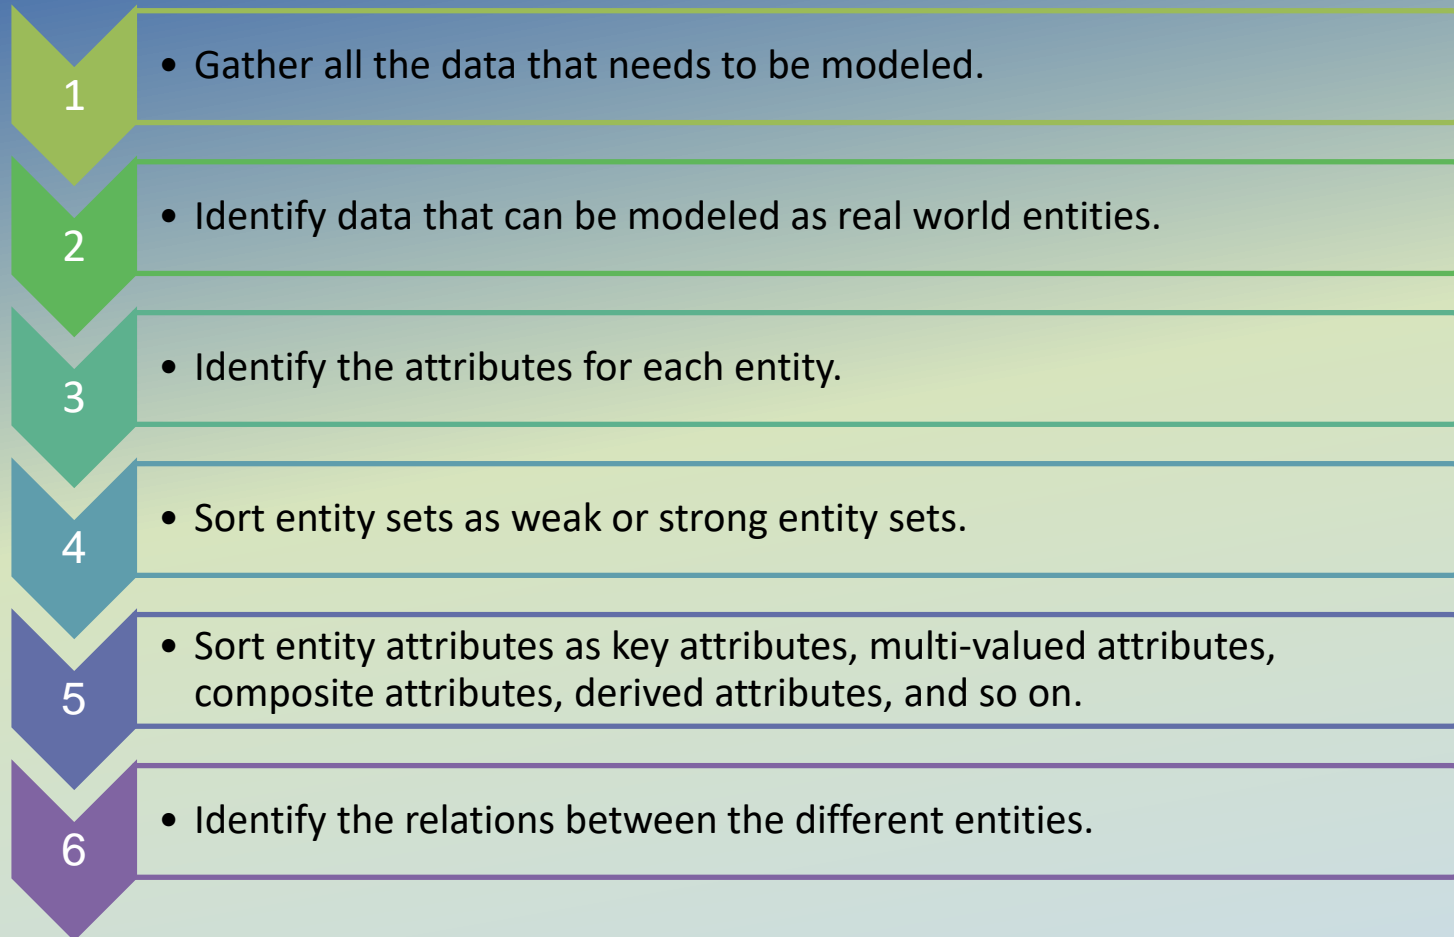 1
• Gather all the data that needs to be modeled.
2
• Identify data that can be modeled as real world entities.
3
• Identify the attributes for each entity.
4
• Sort entity sets as weak or strong entity sets.
5
• Sort entity attributes as key attributes, multi-valued attributes,
composite attributes, derived attributes, and so on.
6
• Identify the relations between the different entities.